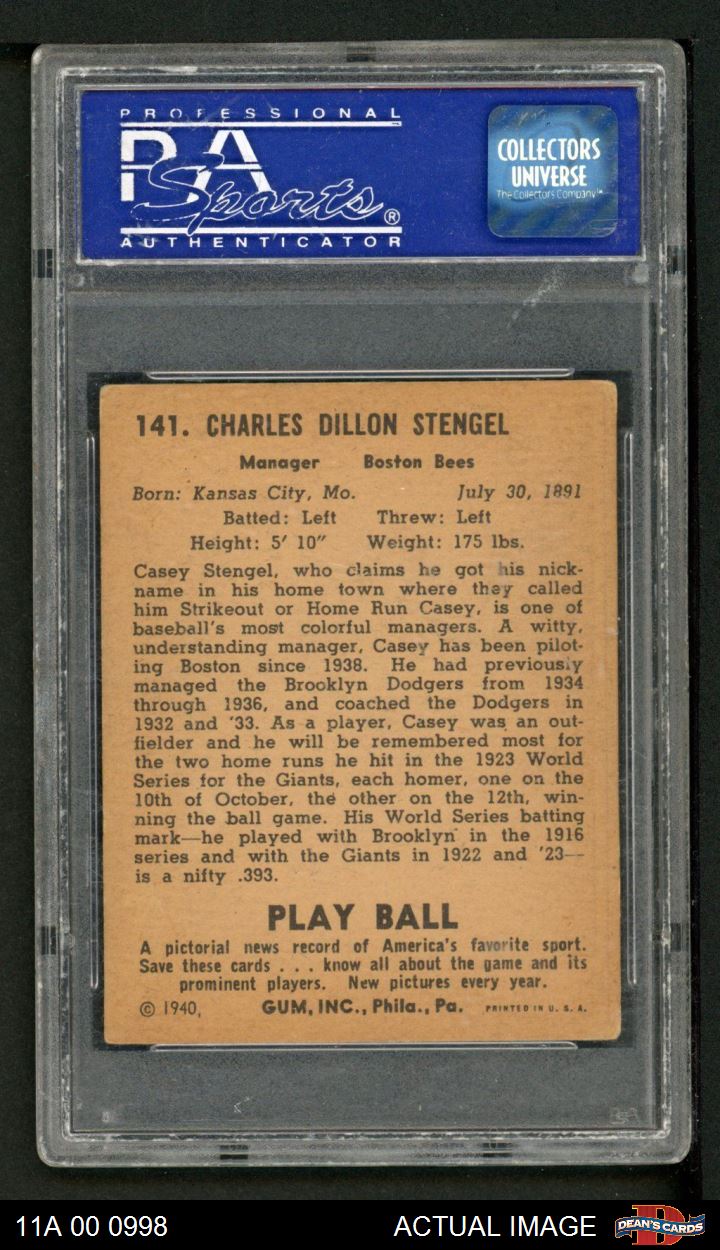 PROFESSIONAL
PSA
Sports®
AUTHENTICATOR
COLLECTORS
UNIVERSE
The Collectors Company™
141. CHARLES DILLON STENGEL
Manager Boston Bees
Born: Kansas City, Mo. July 30, 1891
Batted: Left Threw: Left
Height: 5' 10" Weight: 175 lbs.
Casey Stengel, who claims he got his nick-
name in his home town where they called
him Strikeout or Home Run Casey, is one of
baseball's most colorful managers. A witty,
understanding manager, Casey has been pilot-
ing Boston since 1938. He had previously
managed the Brooklyn Dodgers from 1934
through 1936, and coached the Dodgers in
1932 and '33. As a player, Casey was an out-
fielder and he will be remembered most for
the two home runs he hit in the 1923 World
Series for the Giants, each homer, one on the
10th of October, the other on the 12th, win-
ning the ball game. His World Series batting
mark—he played with Brooklyn in the 1916
series and with the Giants in 1922 and '23—
is a nifty .393.
PLAY BALL
A pictorial news record of America's favorite sport.
Save these cards . . . know all about the game and its
prominent players. New pictures every year.
© 1940, GUM, INC., Phila., Pa. PRINTED IN U. S. A.
11A 00 0998 ACTUAL IMAGE DEAN'S CARDS